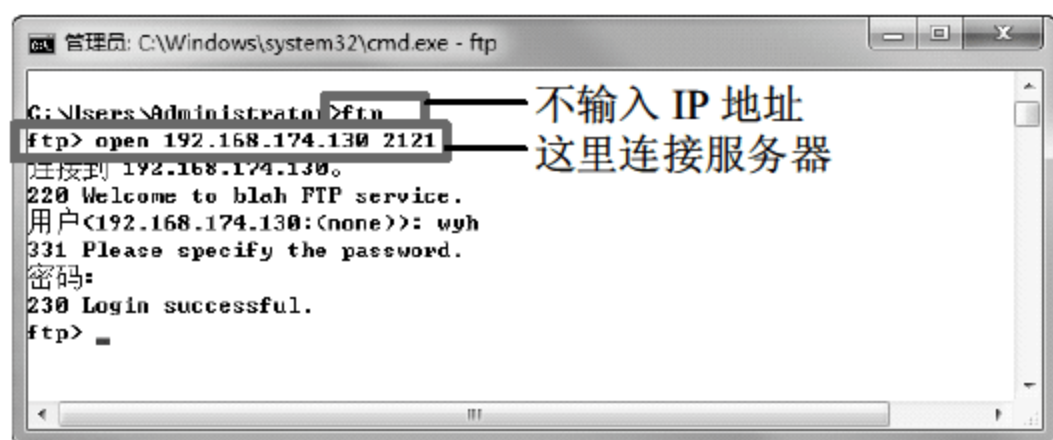 管理员: C:\Windows\system32\cmd.exe - ftp
C:\Users\Administrator>ftp
不输入 IP 地址
ftp> open 192.168.174.130 2121
这里连接服务器
连接到 192.168.174.130。
220 Welcome to blah FTP service.
用户(192.168.174.130:(none)): wyh
331 Please specify the password.
密码:
230 Login successful.
ftp>